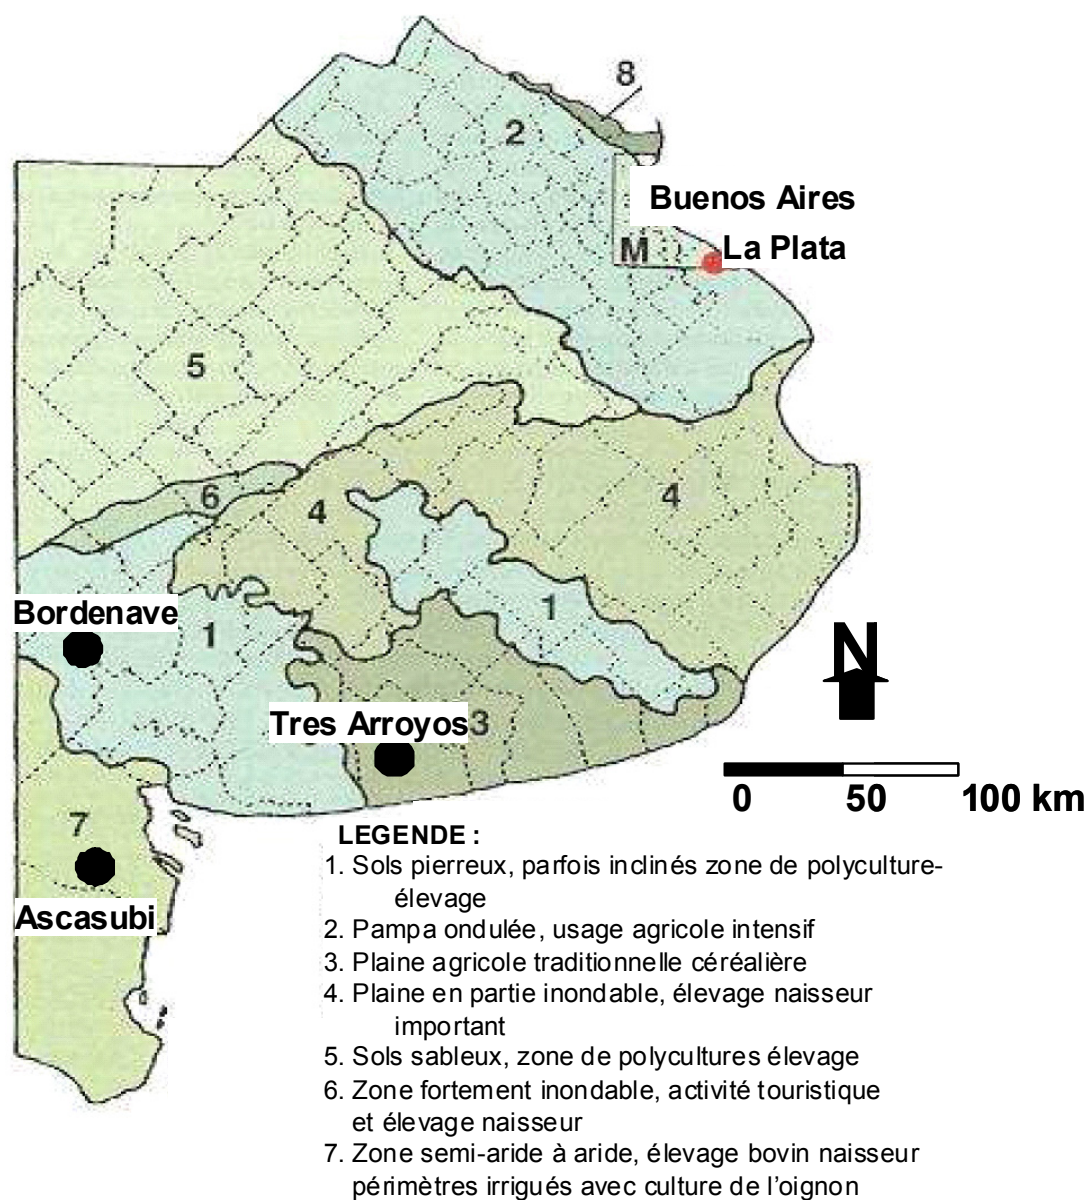 8
2
Buenos Aires
M
La Plata
5
6
4
4
Bordenave
1
1
N
Tres Arroyos
3
0 50 100 km
7
Ascasubi
LEGENDE :
1. Sols pierreux, parfois inclinés zone de polyculture-
élevage
2. Pampa ondulée, usage agricole intensif
3. Plaine agricole traditionnelle céréalière
4. Plaine en partie inondable, élevage naisseur
important
5. Sols sableux, zone de polycultures élevage
6. Zone fortement inondable, activité touristique
et élevage naisseur
7. Zone semi-aride à aride, élevage bovin naisseur
périmètres irrigués avec culture de l'oignon